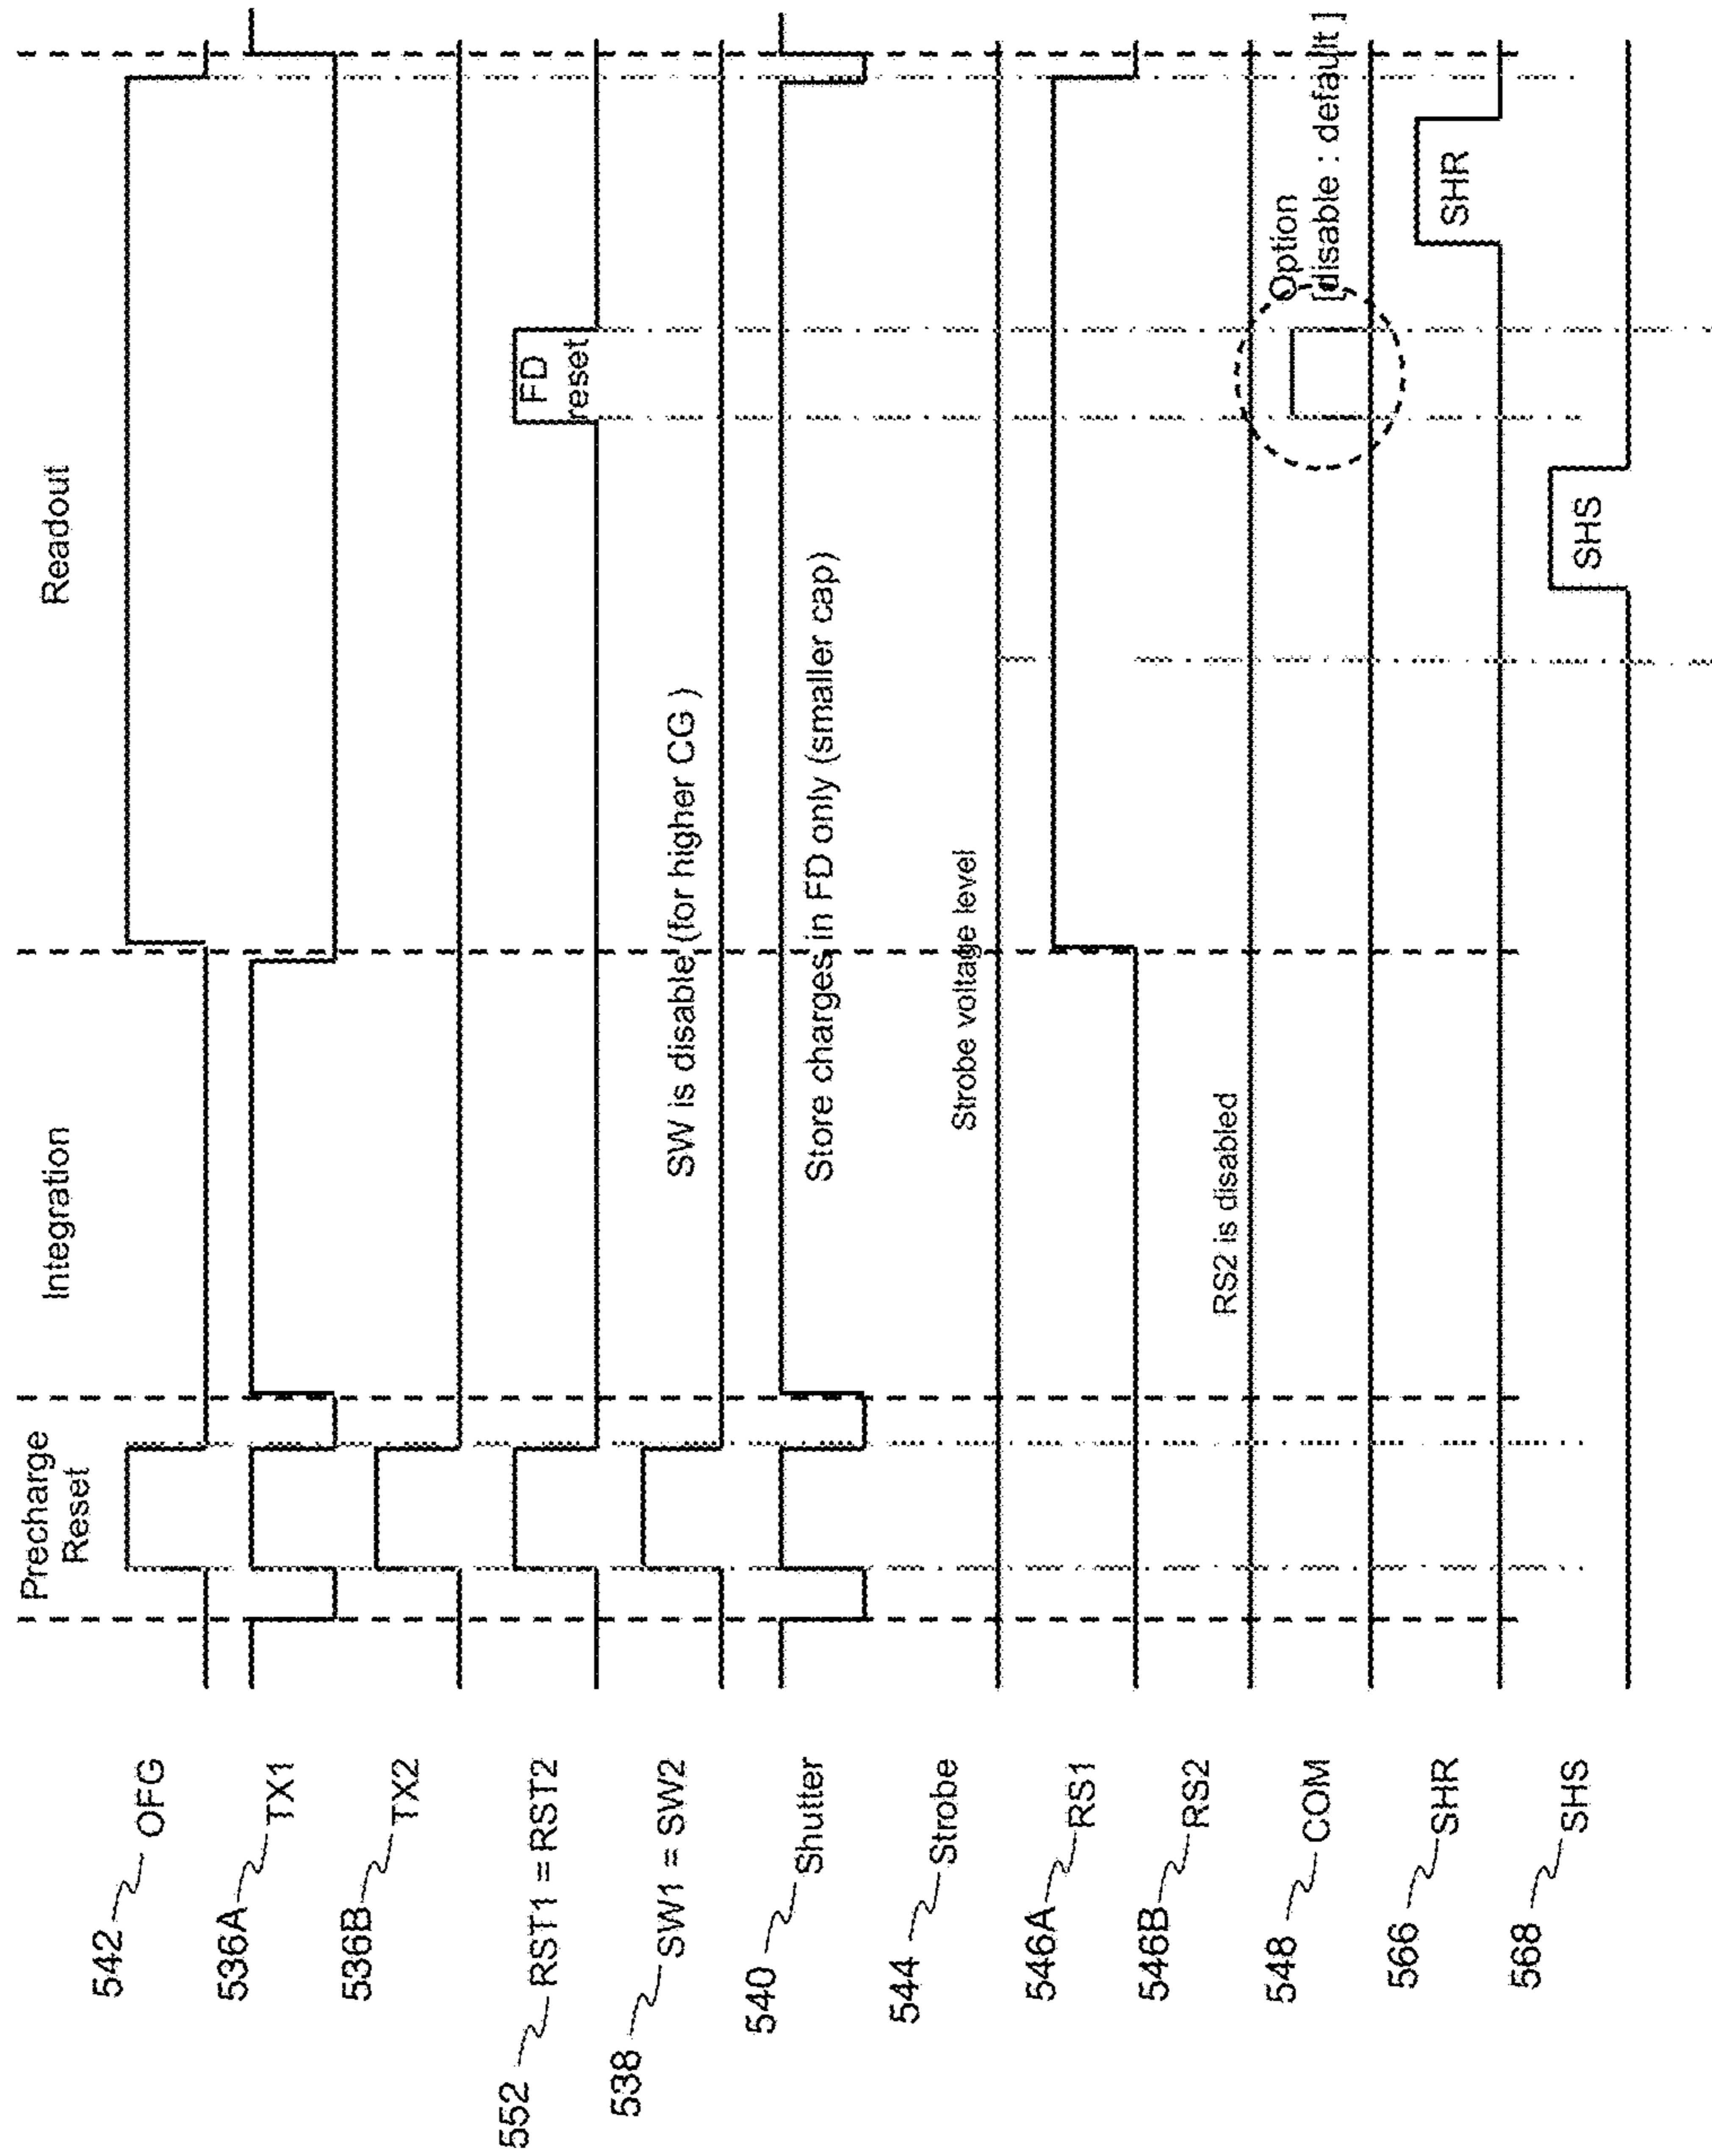 Precharge
Reset
Integration
Readout
542 OFG
536A TX1
536B TX2
552 RST1 = RST2
FD
reset
538 SW1 = SW2
SW is disable (for higher CG )
540 Shutter
Store charges in FD only (smaller cap)
544 Strobe
Strobe voltage level
546A RS1
546B RS2
RS2 is disabled
548 COM
Option
[disable : default ]
566 SHR
SHR
568 SHS
SHS